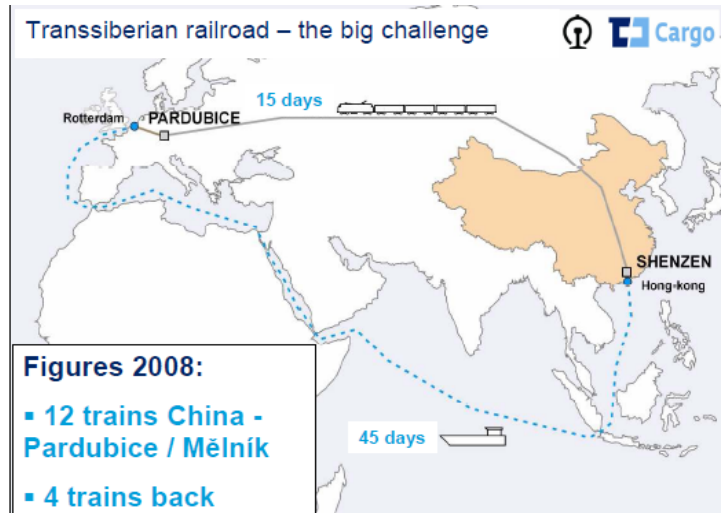 Transsiberian railroad – the big challenge
Cargo
15 days
Rotterdam
PARDUBICE
SHENZEN
Hong-kong
Figures 2008:
▪ 12 trains China -
Pardubice / Mělník
▪ 4 trains back
45 days